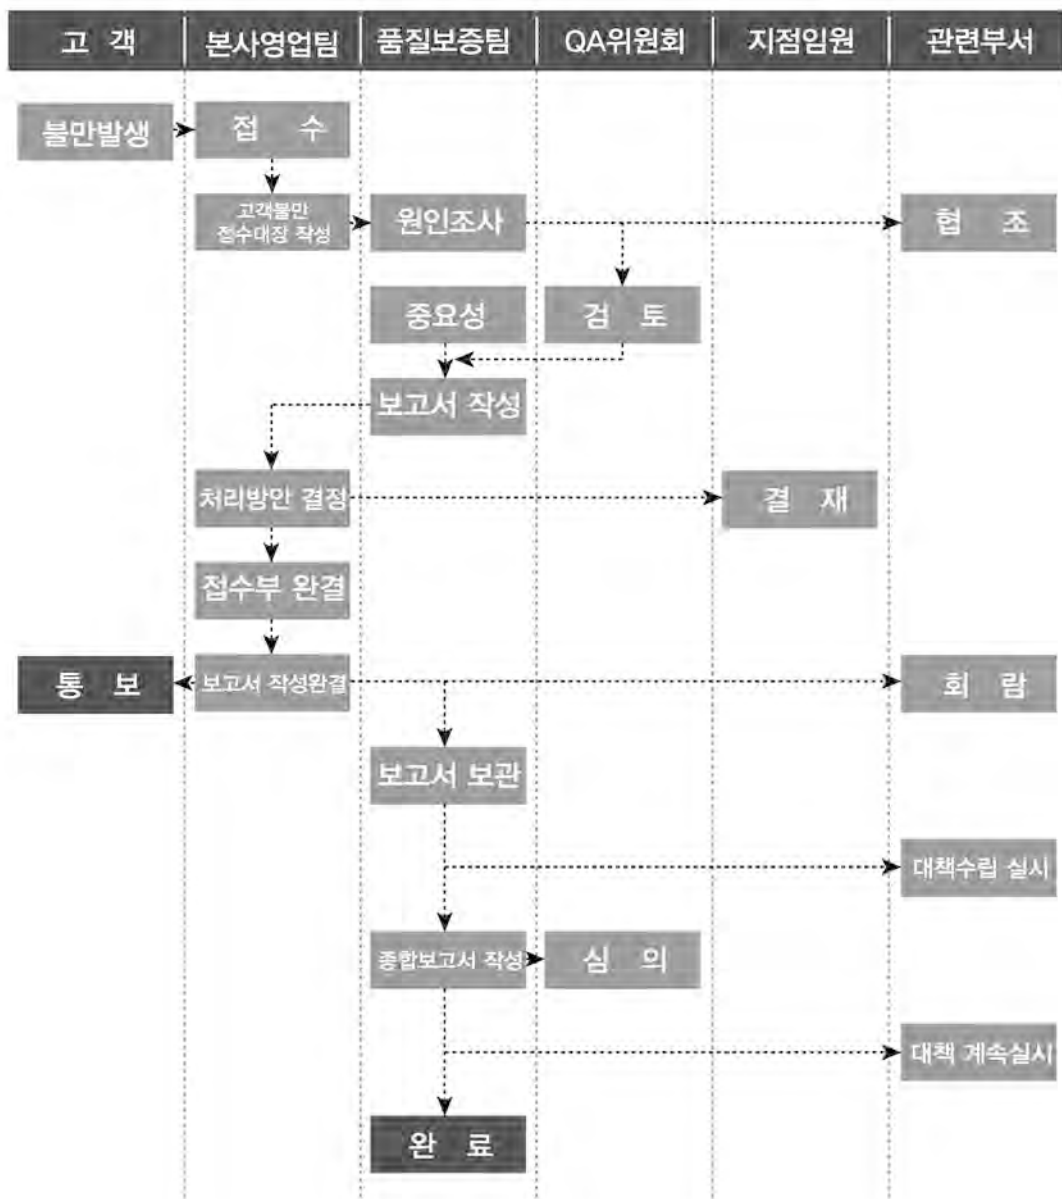 고 객 본사영업팀 품질보증팀 QA위원회 지점임원 관련부서
불만발생 접 수
고객불만
접수대장 작성
원인조사 협 조
중요성 검 토
보고서 작성
처리방안 결정 결 재
접수부 완결
통 보 보고서 작성완결 회 람
보고서 보관
대책수립 실시
종합보고서 작성 심 의
대책 계속실시
완 료